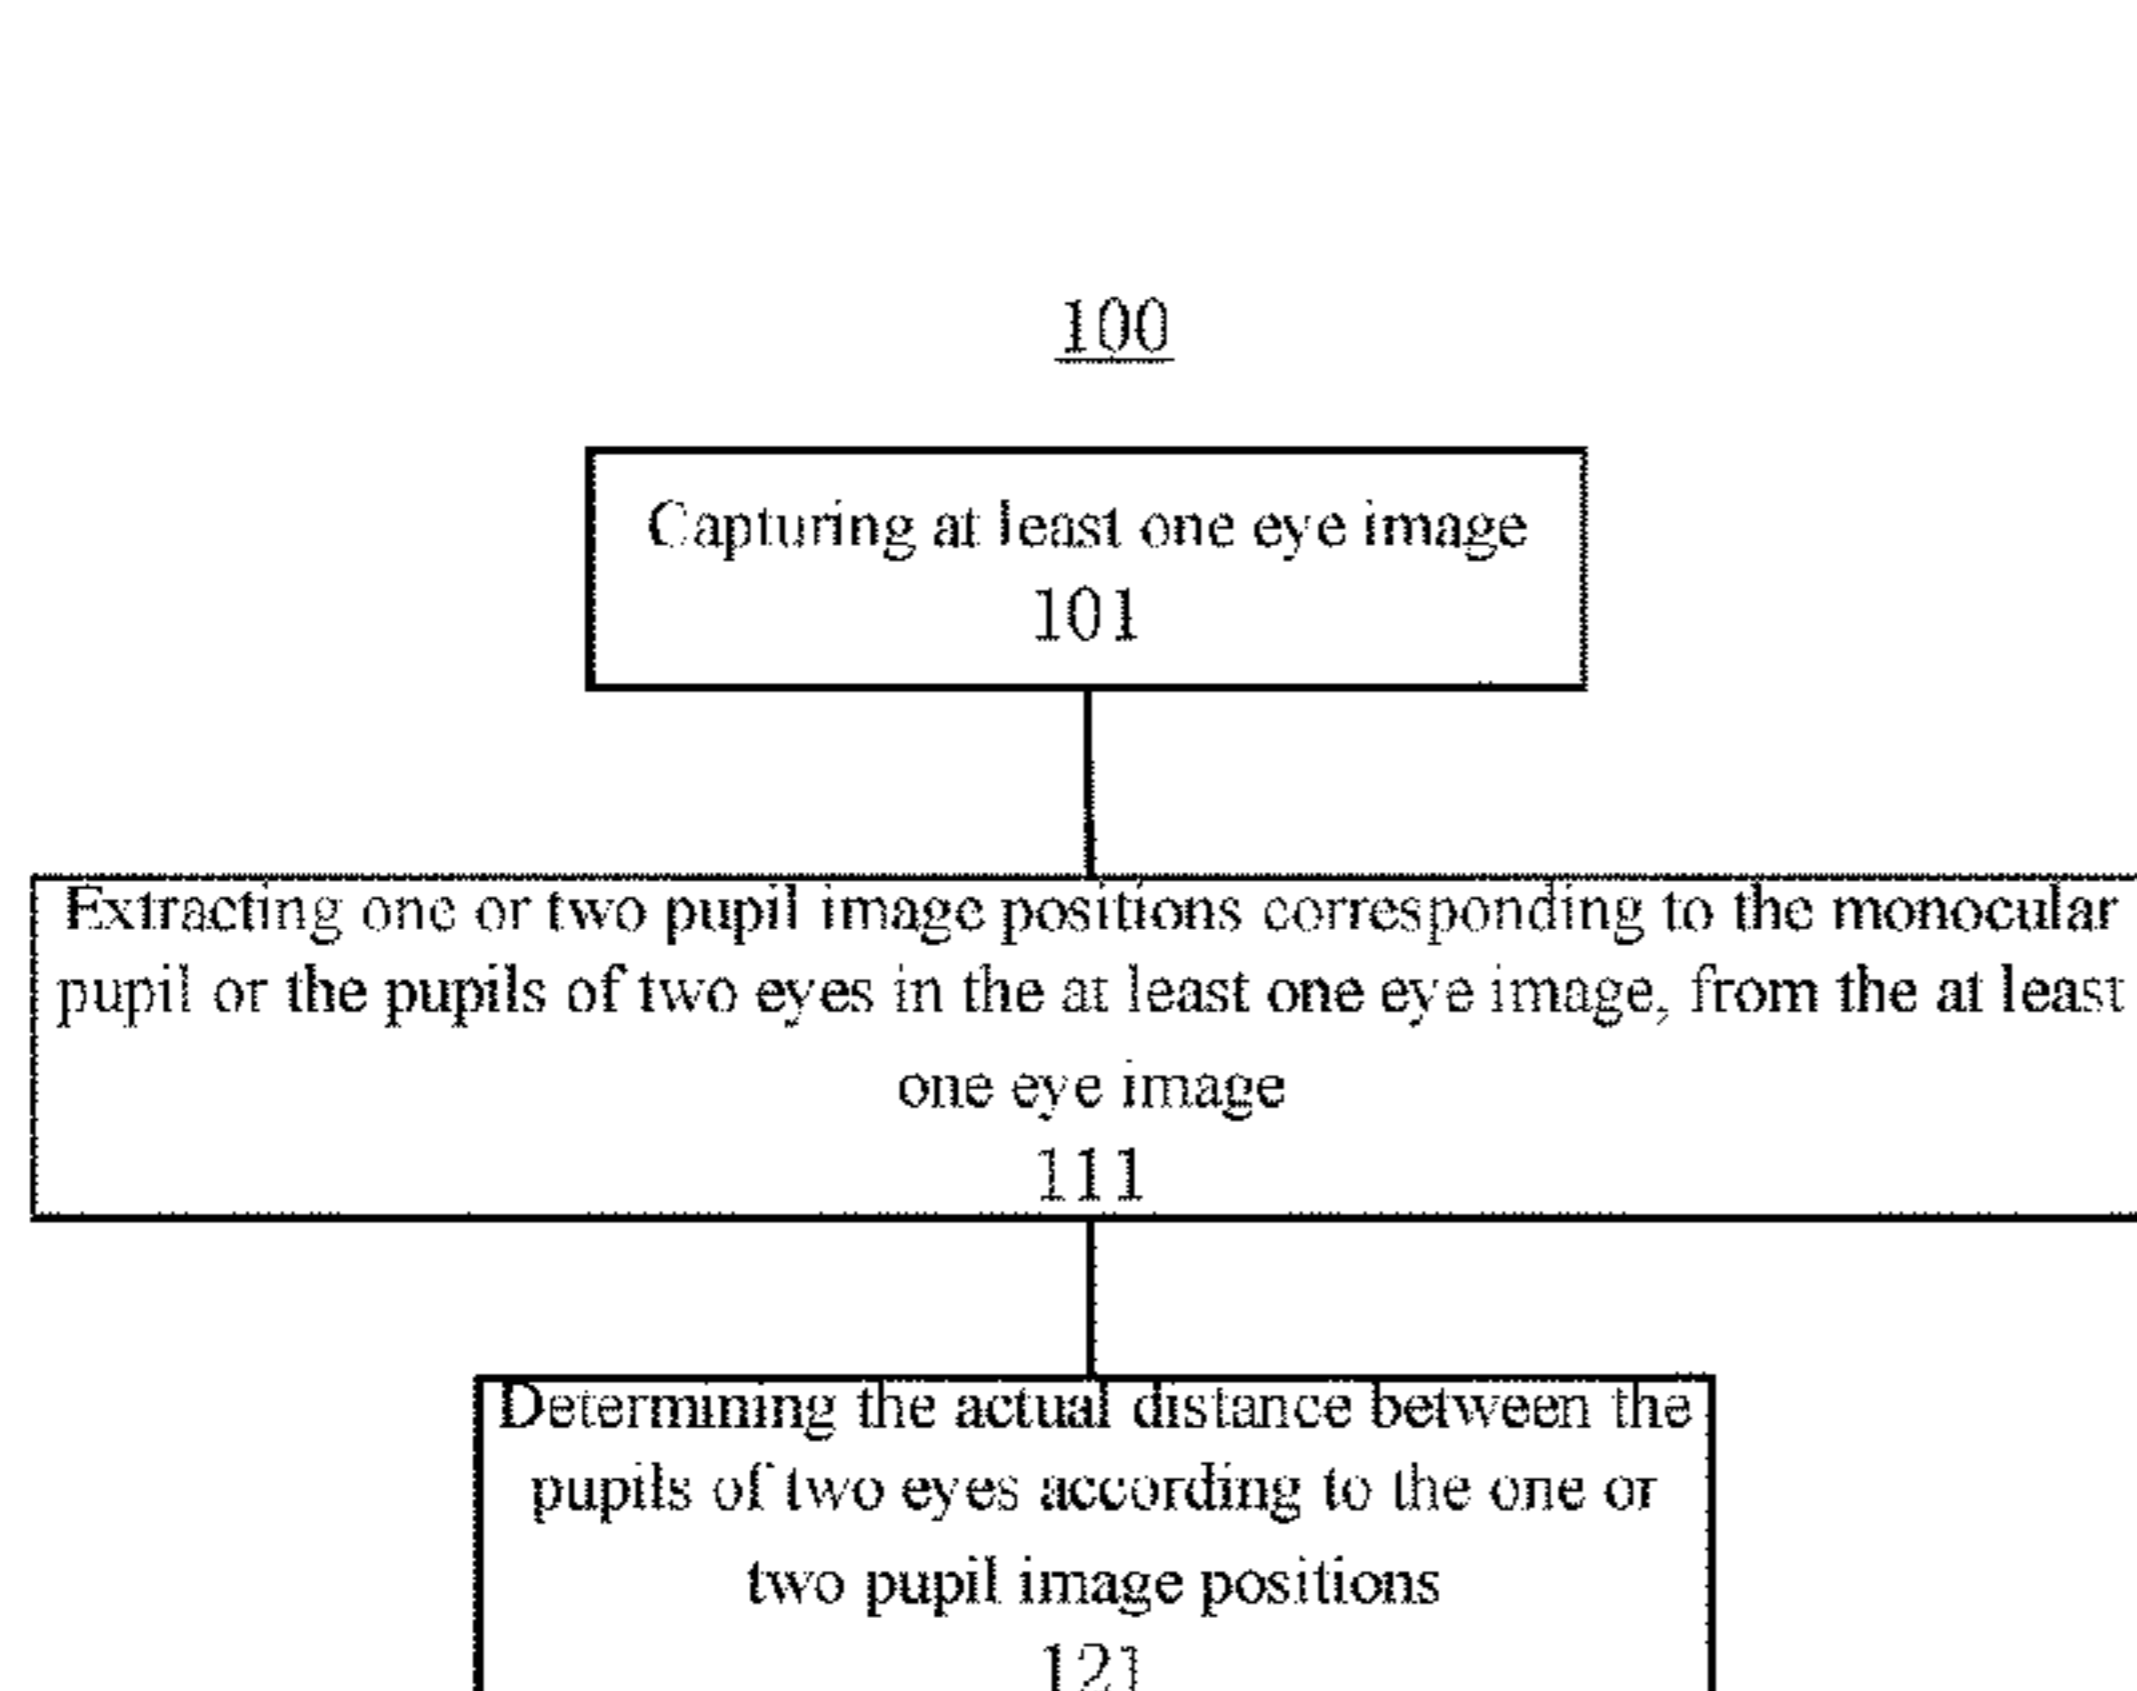 100
Capturing at least one eye image
101
Extracting one or two pupil image positions corresponding to the monocular
pupil or the pupils of two eyes in the at least one eye image, from the at least
one eye image
111
Determining the actual distance between the
pupils of two eyes according to the one or
two pupil image positions
121